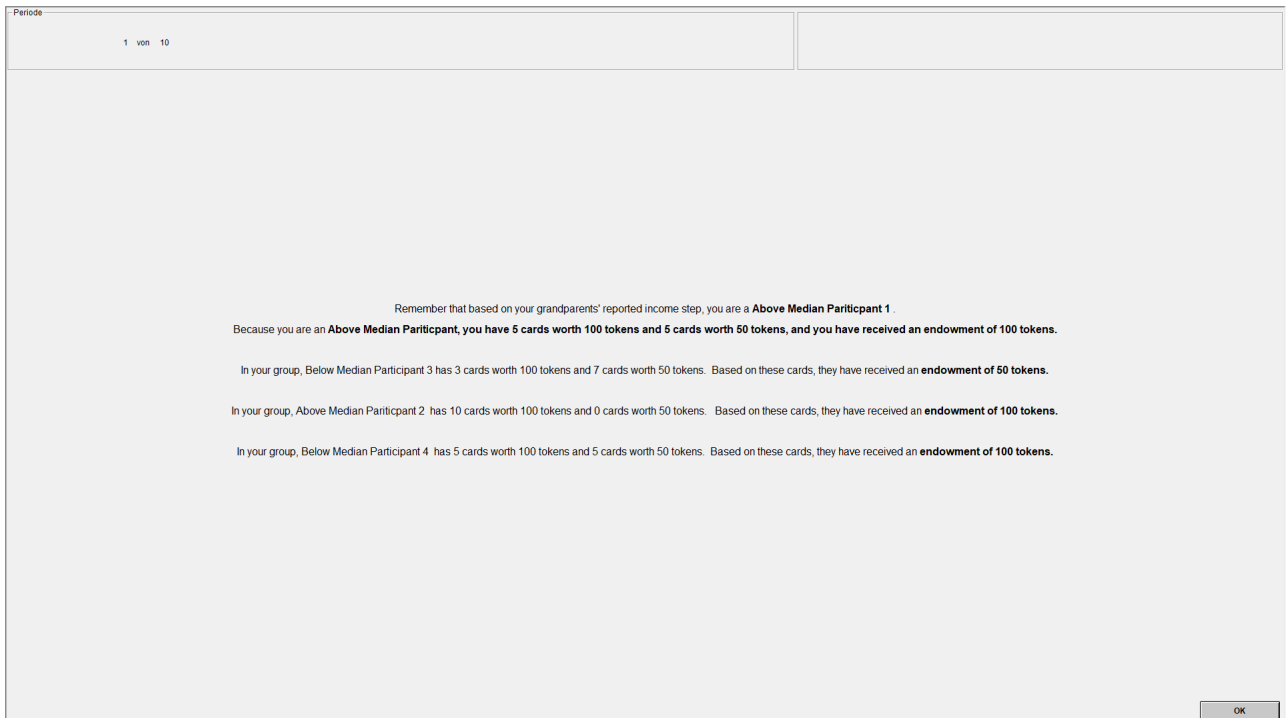 Periode
1 von 10
Remember that based on your grandparents' reported income step, you are a Above Median Pariticpant 1 .
Because you are an Above Median Pariticpant, you have 5 cards worth 100 tokens and 5 cards worth 50 tokens, and you have received an endowment of 100 tokens.
In your group, Below Median Participant 3 has 3 cards worth 100 tokens and 7 cards worth 50 tokens. Based on these cards, they have received an endowment of 50 tokens.
In your group, Above Median Pariticpant 2 has 10 cards worth 100 tokens and 0 cards worth 50 tokens. Based on these cards, they have received an endowment of 100 tokens.
In your group, Below Median Participant 4 has 5 cards worth 100 tokens and 5 cards worth 50 tokens. Based on these cards, they have received an endowment of 100 tokens.
OK